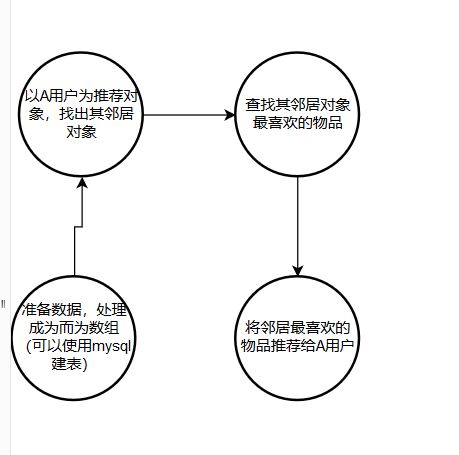 以A用户为推荐对
象，找出其邻居
对象
查找其邻居对象
最喜欢的物品
准备数据，处理
成为而为数组
（可以使用mysql
建表）
将邻居最喜欢的
物品推荐给A用户